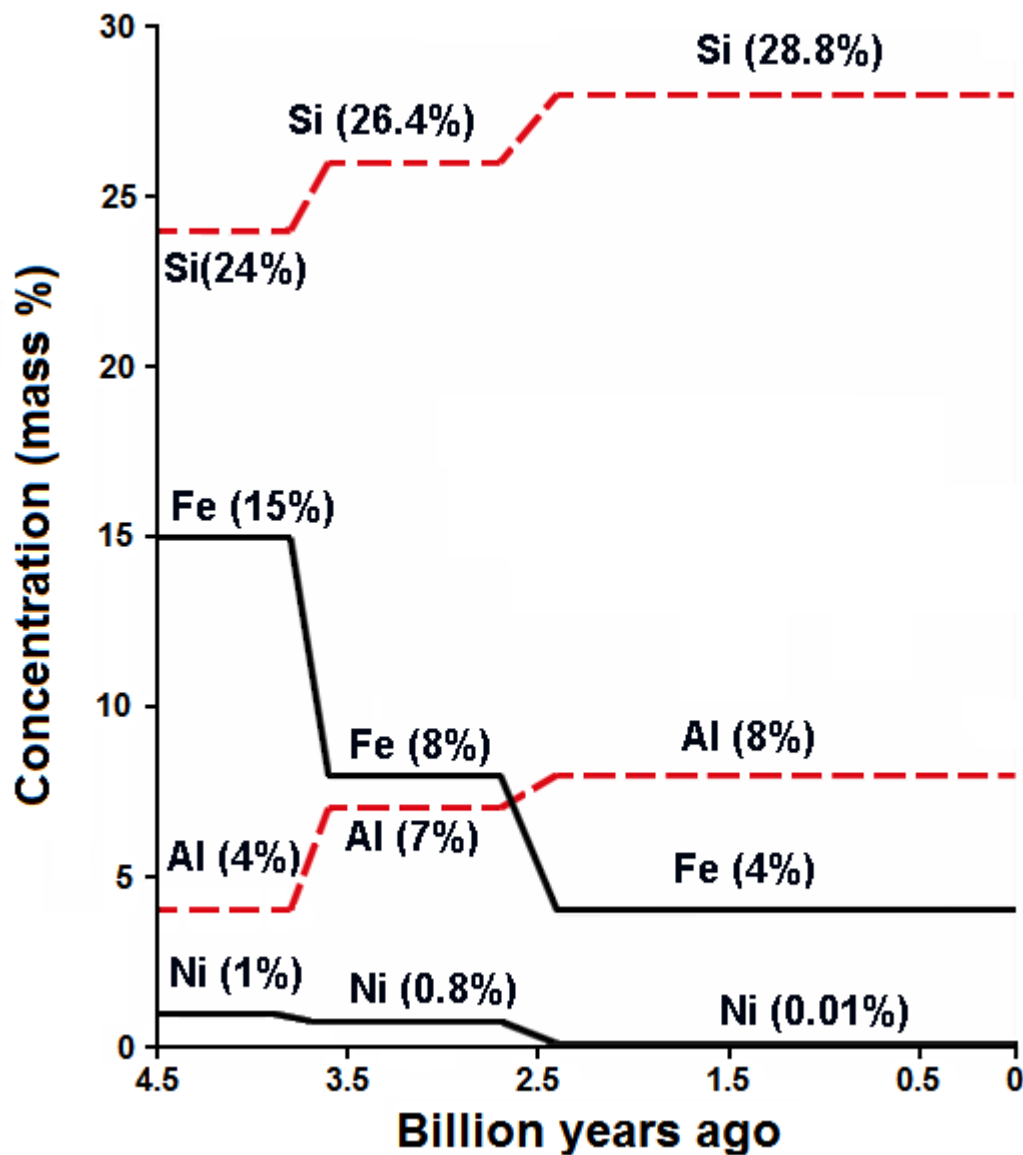 30
Si (28.8%)
Si (26.4%)
25
Si(24%)
20
Fe (15%)
15
10
Fe (8%)
Al (8%)
Al (7%)
Al (4%)
5
Fe (4%)
Ni (1%)
Ni (0.8%)
Ni (0.01%)
0
4.5 3.5 2.5 1.5 0.5 0
Billion years ago
Concentration (mass %)